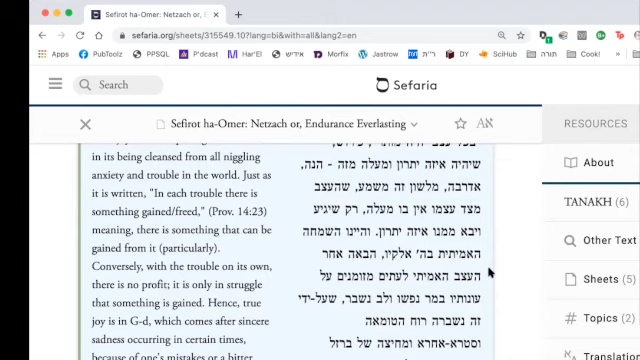 Sefirot ha-Omer: Netzach or, E
sefaria.org/sheets/315549.10?lang=bi&with=all&lang2=en
Apps PubToolz PPSQL P'dcast Har'El אידיש Morfix Jastrow DY ר"ת SciHub תורה Cook! B
Search
Sefaria
Sefirot ha-Omer: Netzach or, Endurance Everlasting
RESOURCES
in its being cleansed from all niggling
anxiety and trouble in the world. Just as
it is written, "In each trouble there is
something gained/freed," (Prov. 14:23)
meaning, there is something that can be
gained from it (particularly).
Conversely, with the trouble on its own,
there is no profit; it is only in struggle
that something is gained. Hence, true
joy is in G-d, which comes after sincere
sadness occurring in certain times,
because of one's mistakes or a bitter
שיהיה איזה יתרון ומעלה מזה - הנה,
אדרבה, מלשון זה משמע, שהעצב
מצד עצמו אין בו מעלה, רק שיגיע
ויבא ממנו איזה יתרון. והיינו השמחה
האמיתית בה' אלקיו, הבאה אחר
העצב האמיתי לעתים מזומנים על
עונותיו במר נפשו ולב נשבר, שעל-ידי
זה נשברה רוח הטומאה
וסטרא-אחרא ומחיצה של ברזל
About
TANAKH (6)
Other Text
Sheets (5)
Topics (2)